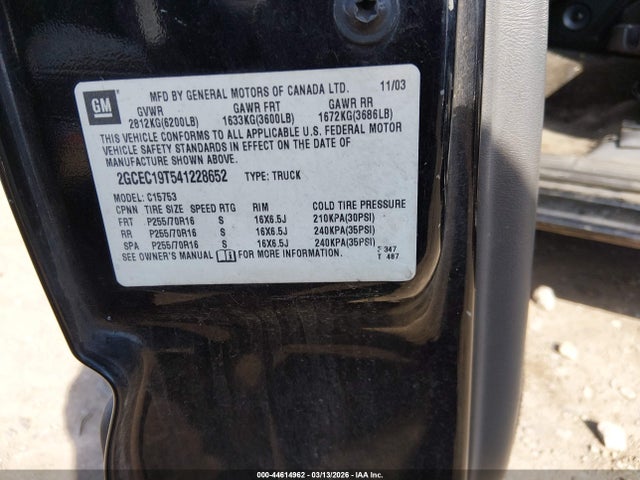 GM
MFD BY GENERAL MOTORS OF CANADA LTD. 11/03
GVWR GAWR FRT GAWR RR
2812KG(6200LB) 1633KG(3600LB) 1672KG(3686LB)
THIS VEHICLE CONFORMS TO ALL APPLICABLE U.S. FEDERAL MOTOR
VEHICLE SAFETY STANDARDS IN EFFECT ON THE DATE OF
MANUFACTURE SHOWN ABOVE.
2GCEC19T541228652 TYPE: TRUCK
MODEL: C15753
CPNN TIRE SIZE SPEED RTG RIM COLD TIRE PRESSURE
FRT P255/70R16 S 16X6.5J 210KPA(30PSI)
RR P255/70R16 S 16X6.5J 240KPA(35PSI)
SPA P255/70R16 S 16X6.5J 240KPA(35PSI)
SEE OWNER'S MANUAL FOR MORE INFORMATION.
347
T 487
000-44614962 - 03/13/2026 - IAA Inc.